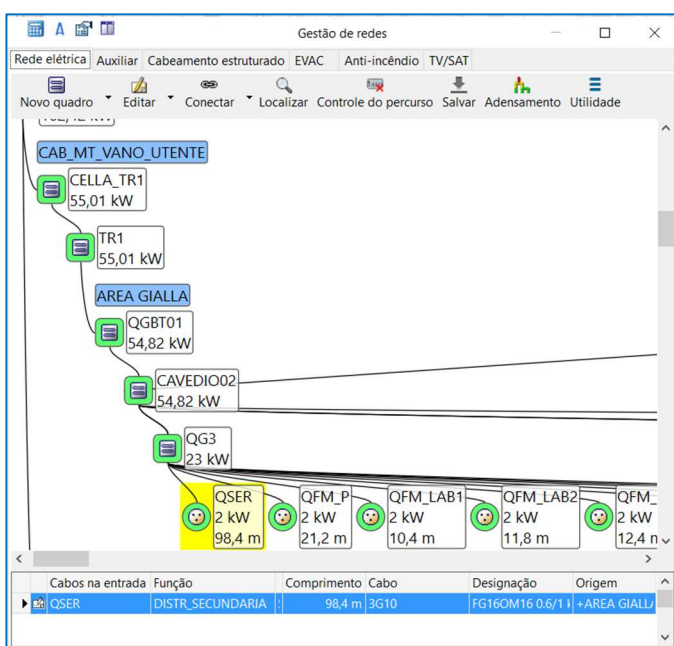 Gestão de redes
Rede elétrica Auxiliar Cabeamento estruturado EVAC Anti-incêndio TV/SAT
Novo quadro Editar Conectar Localizar Controle do percurso Salvar Adensamento Utilidade
CAB_MT_VANO_UTENTE
CELLA_TR1
55,01 kW
TR1
55,01 kW
AREA GIALLA
QGBT01
54,82 kW
CAVEDIO02
54,82 kW
QG3
23 kW
QSER QFM_P QFM_LAB1 QFM_LAB2 QFM_
2 kW 2 kW 2 kW 2 kW 2 kW
98,4 m 21,2 m 10,4 m 11,8 m 12,4 m
Cabos na entrada Função Comprimento Cabo Designação Origem
QSER DISTR_SECUNDARIA 98,4 m 3G10 FG16OM16 0.6/1 +AREA GIALL